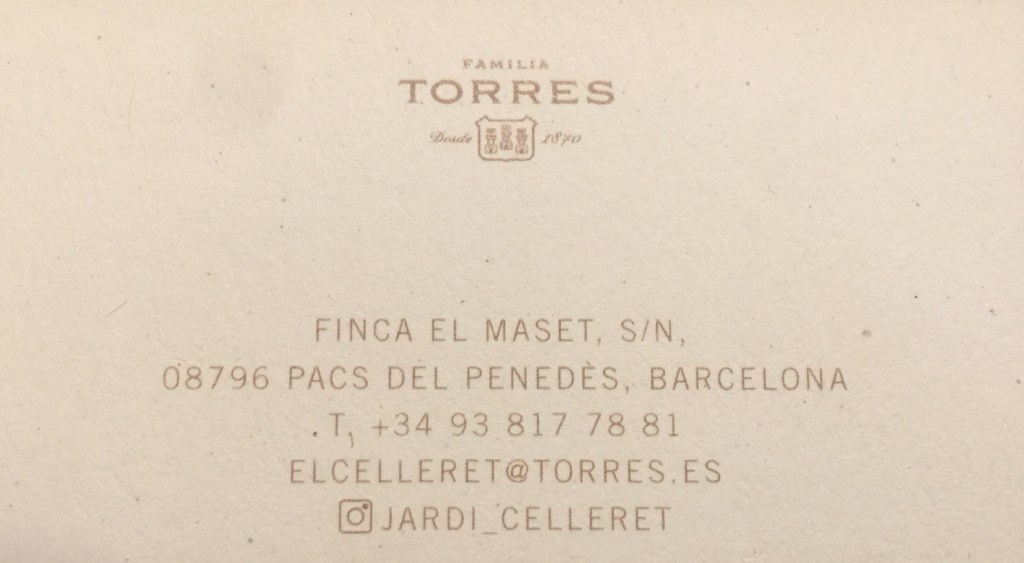 FAMILIA
TORRES
Desde 1870
FINCA EL MASET, S/N,
08796 PACS DEL PENEDÈS, BARCELONA
T, +34 93 817 78 81
ELCELLERET@TORRES.ES
JARDI_CELLERET